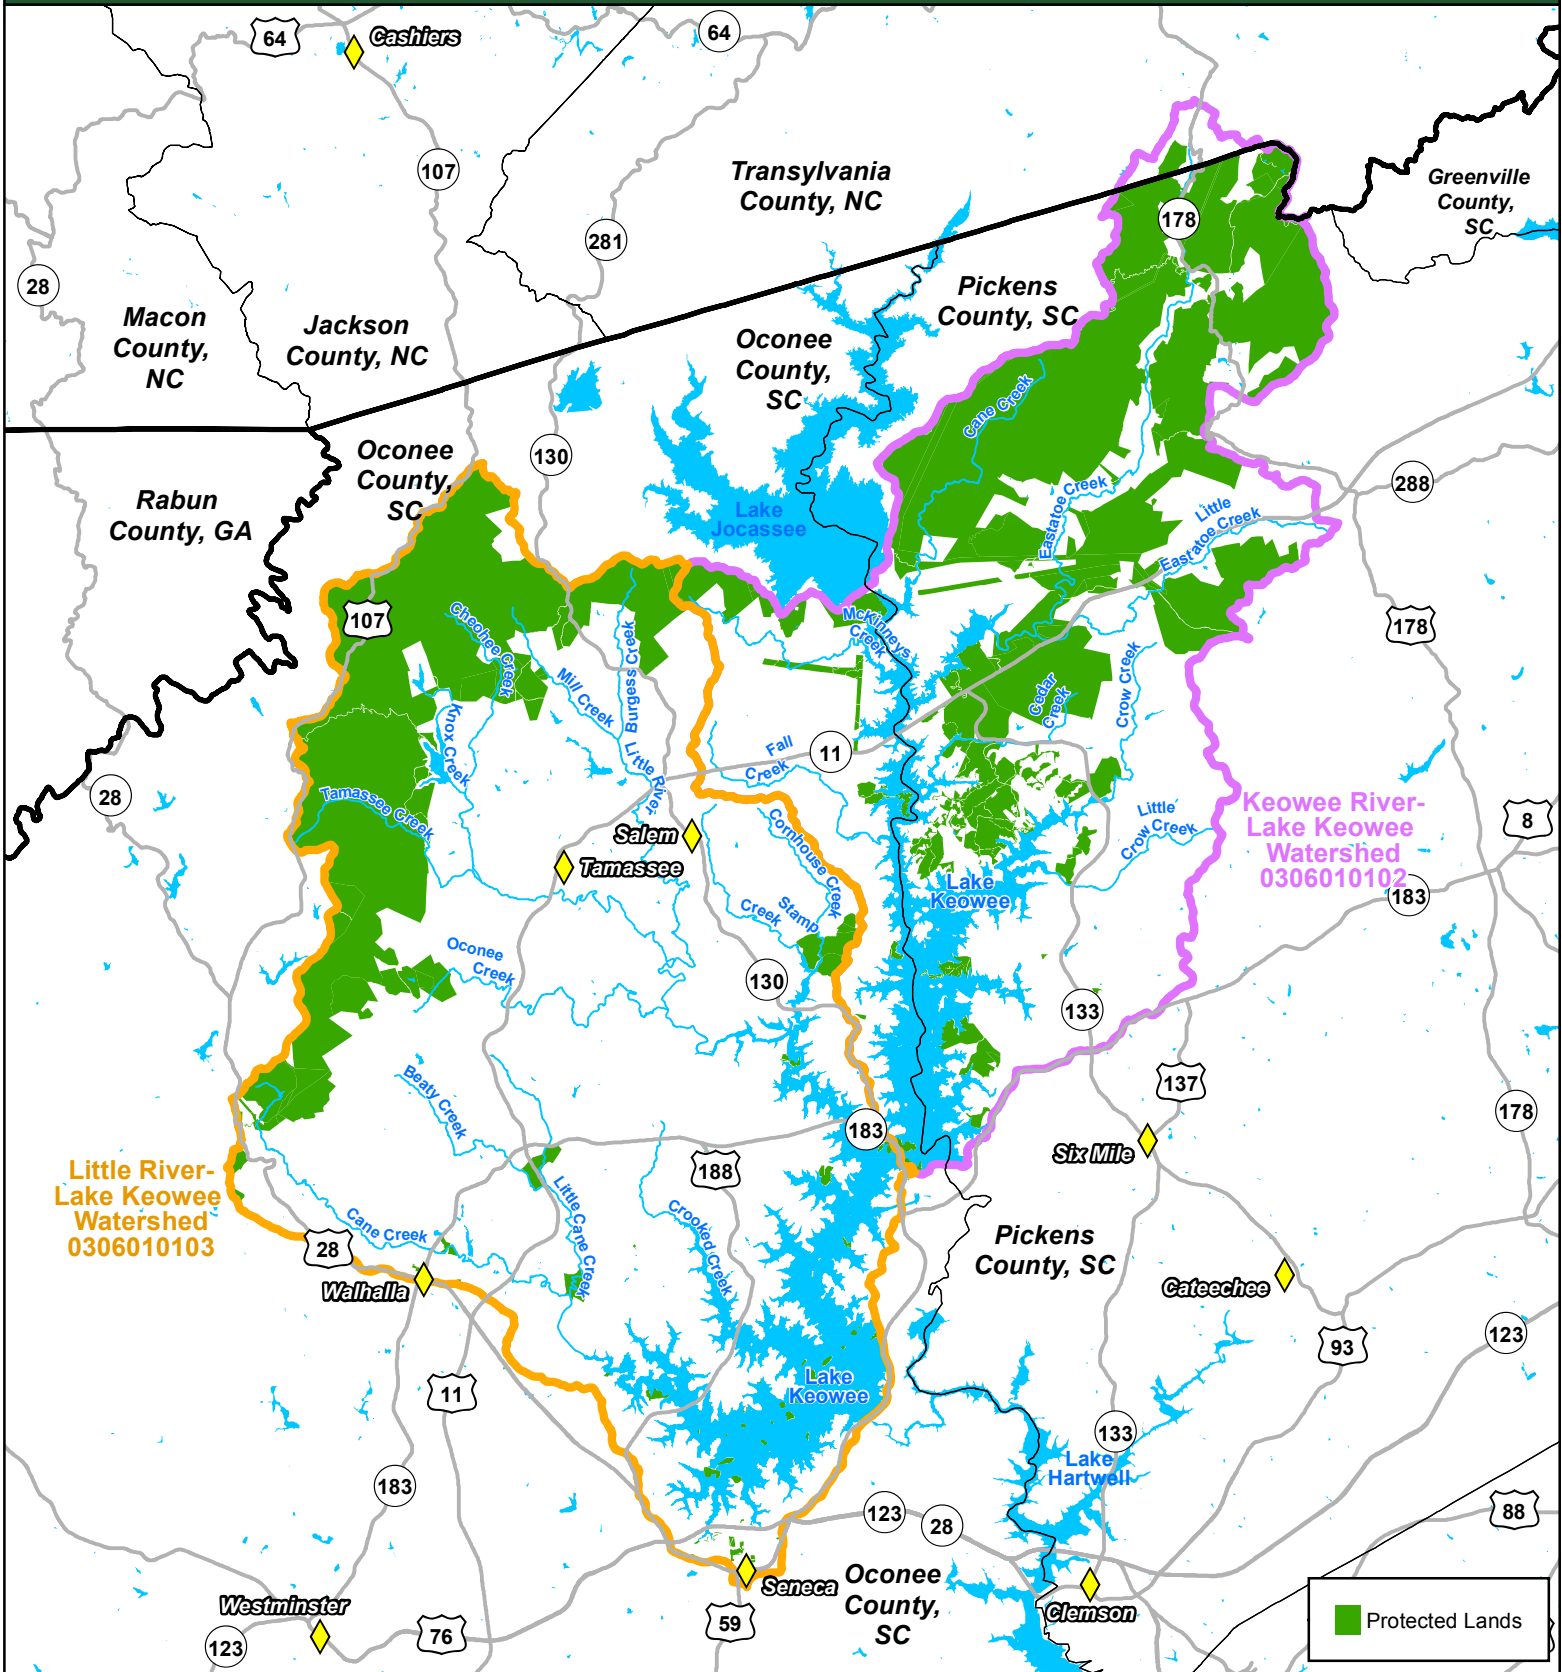 64
Cashiers
64
107
Transylvania
County, NC
Greenville
County,
SC
178
281
28
Pickens
County, SC
Macon
County,
NC
Jackson
County, NC
Oconee
County,
SC
Cane Creek
Oconee
County,
SC
130
288
Rabun
County, GA
Lake
Jocassee
Eastatoe Creek
Little
Eastatoe Creek
107
Cheohee Creek
Mill Creek
L'l Burgess Creek
McKinneys
Creek
178
Knox Creek
Cedar
Creek
Crow Creek
Little River
Fall
Creek
11
28
Tamassee Creek
Salem
Tamassee
Cornhouse Creek
Little
Crow Creek
Keowee River-
Lake Keowee
Watershed
0306010102
8
183
Lake
Keowee
Stamp
Creek
Oconee
Creek
130
133
Beaty Creek
137
178
183
Six Mile
188
Little River-
Lake Keowee
Watershed
0306010103
Little Cane Creek
Crooked Creek
Cane Creek
28
Pickens
County, SC
Walhalla
Cateechee
123
93
11
Lake
Keowee
133
Lake
Hartwell
183
123
28
88
Seneca
Oconee
County,
SC
Clemson
Westminster
123
76
59
Protected Lands